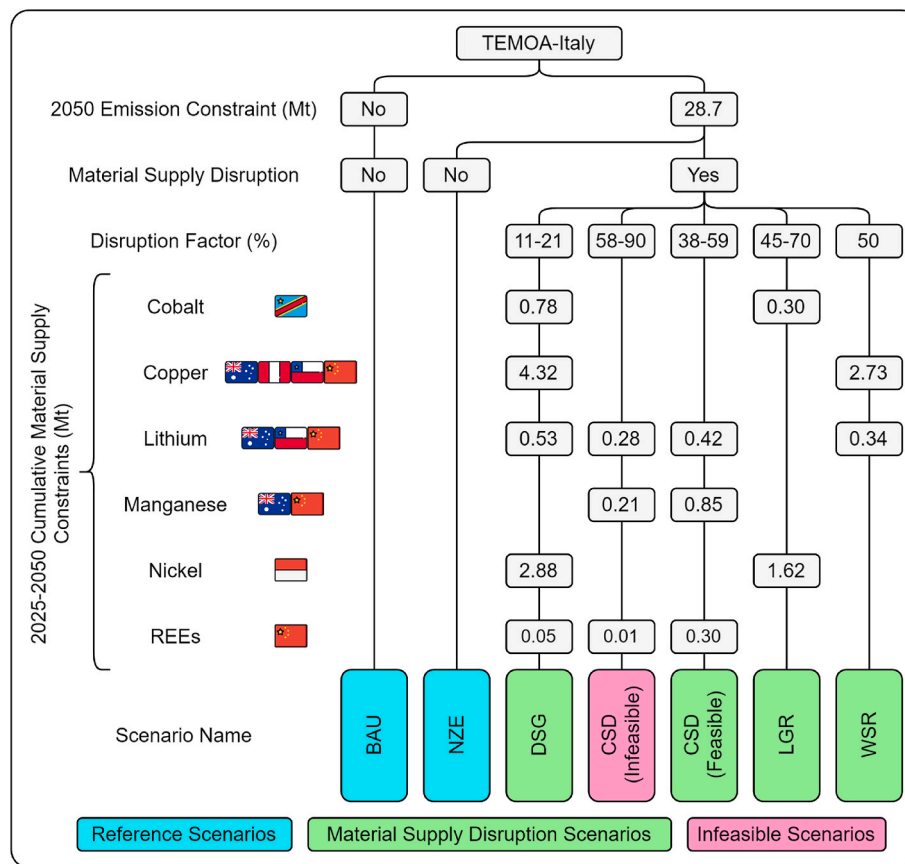 TEMOA-Italy
2050 Emission Constraint (Mt) No 28.7
Material Supply Disruption No No Yes
Disruption Factor (%) 11-21 58-90 38-59 45-70 50
2025-2050 Cumulative Material Supply
Constraints (Mt)
Cobalt 0.78 0.30
Copper 4.32 2.73
Lithium 0.53 0.28 0.42 0.34
Manganese 0.21 0.85
Nickel 2.88 1.62
REEs 0.05 0.01 0.30
Scenario Name
BAU
NZE
DSG
CSD
(Infeasible)
CSD
(Feasible)
LGR
WSR
Reference Scenarios Material Supply Disruption Scenarios Infeasible Scenarios